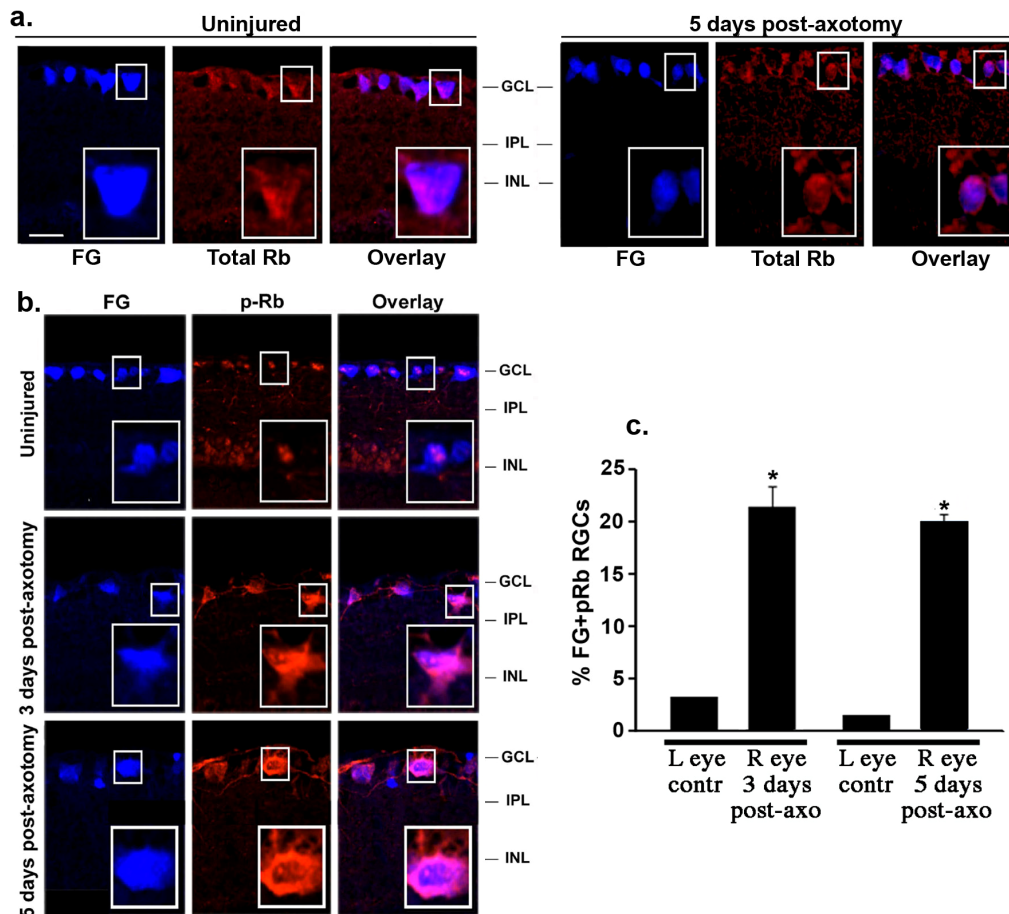 a.
Uninjured
5 days post-axotomy
GCL
IPL
INL
FG
Total Rb
Overlay
FG
Total Rb
Overlay
b.
FG
p-Rb
Overlay
Uninjured
GCL
IPL
INL
3 days post-axotomy
GCL
IPL
INL
5 days post-axotomy
GCL
IPL
INL
c.
% FG+pRb RGCs
25
20
15
10
5
0
*
*
L eye
contr
R eye
3 days
post-axo
L eye
contr
R eye
5 days
post-axo